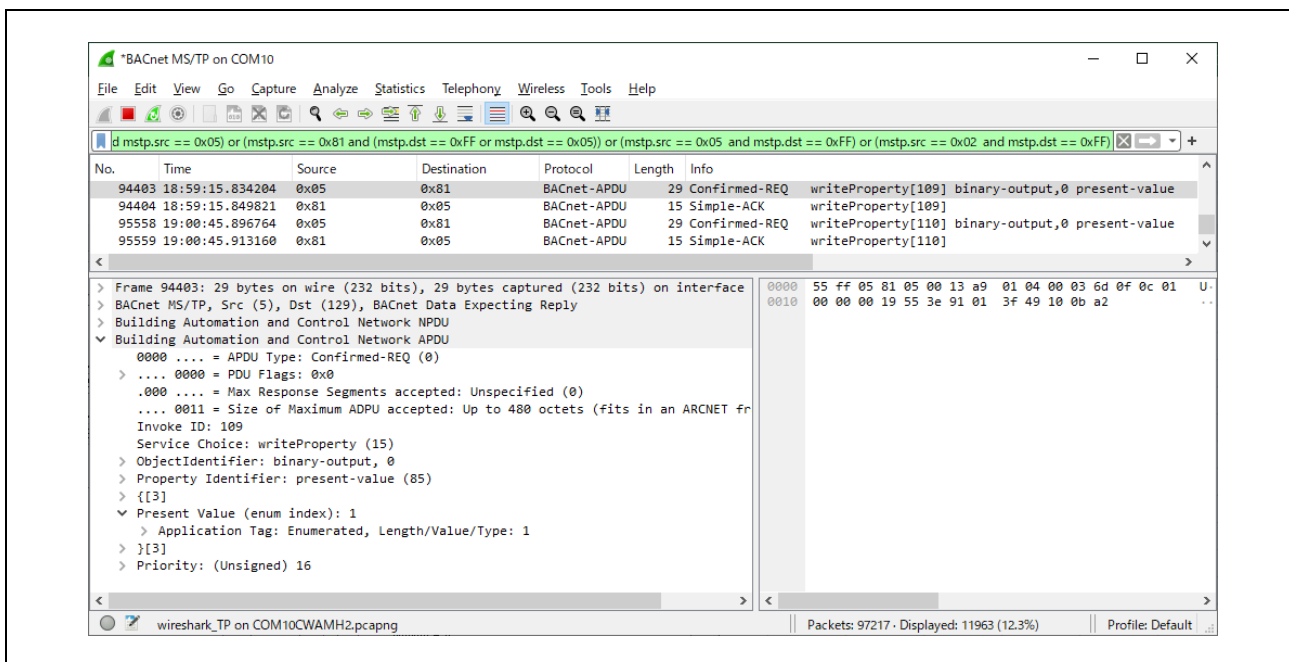 *BACnet MS/TP on COM10
File Edit View Go Capture Analyze Statistics Telephony Wireless Tools Help
d mstp.src == 0x05) or (mstp.src == 0x81 and (mstp.dst == 0xFF or mstp.dst == 0x05)) or (mstp.src == 0x05 and mstp.dst == 0xFF) or (mstp.src == 0x02 and mstp.dst == 0xFF)
No. Time Source Destination Protocol Length Info
94403 18:59:15.834204 0x05 0x81 BACnet-APDU 29 Confirmed-REQ writeProperty[109] binary-output,0 present-value
94404 18:59:15.849821 0x81 0x05 BACnet-APDU 15 Simple-ACK writeProperty[109]
95558 19:00:45.896764 0x05 0x81 BACnet-APDU 29 Confirmed-REQ writeProperty[110] binary-output,0 present-value
95559 19:00:45.913160 0x81 0x05 BACnet-APDU 15 Simple-ACK writeProperty[110]
> Frame 94403: 29 bytes on wire (232 bits), 29 bytes captured (232 bits) on interface
> BACnet MS/TP, Src (5), Dst (129), BACnet Data Expecting Reply
> Building Automation and Control Network NPDU
Building Automation and Control Network APDU
0000 .... = APDU Type: Confirmed-REQ (0)
> .... 0000 = PDU Flags: 0x0
.000 .... = Max Response Segments accepted: Unspecified (0)
.... 0011 = Size of Maximum ADPU accepted: Up to 480 octets (fits in an ARCNET fr
Invoke ID: 109
Service Choice: writeProperty (15)
> ObjectIdentifier: binary-output, 0
> Property Identifier: present-value (85)
> {[3]
Present Value (enum index): 1
> Application Tag: Enumerated, Length/Value/Type: 1
> }[3]
> Priority: (Unsigned) 16
0000 55 ff 05 81 05 00 13 a9 01 04 00 03 6d 0f 0c 01 U·
0010 00 00 00 19 55 3e 91 01 3f 49 10 0b a2 ··
wireshark_TP on COM10CWAMH2.pcapng
Packets: 97217 · Displayed: 11963 (12.3%)
Profile: Default